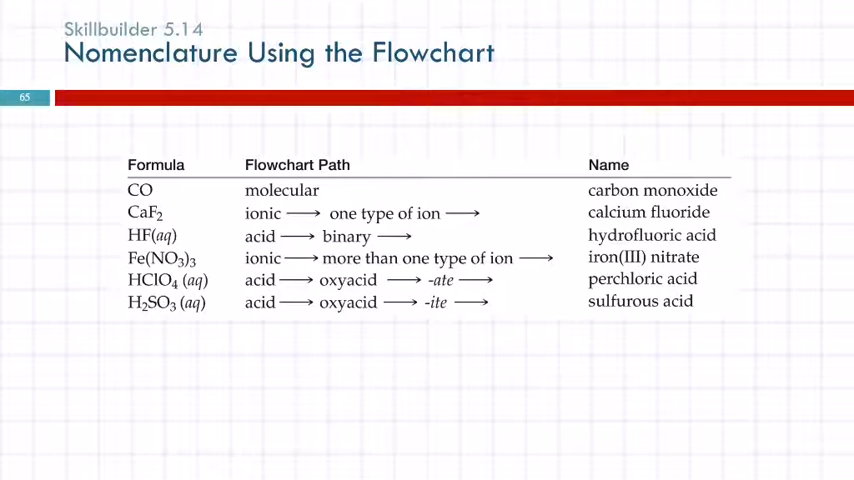 Skillbuilder 5.14
Nomenclature Using the Flowchart
65
Formula Flowchart Path Name
CO molecular carbon monoxide
CaF₂ ionic ⟶ one type of ion ⟶ calcium fluoride
HF(aq) acid ⟶ binary ⟶ hydrofluoric acid
Fe(NO₃)₃ ionic ⟶ more than one type of ion ⟶ iron(III) nitrate
HClO₄ (aq) acid ⟶ oxyacid ⟶ -ate ⟶ perchloric acid
H₂SO₃ (aq) acid ⟶ oxyacid ⟶ -ite ⟶ sulfurous acid